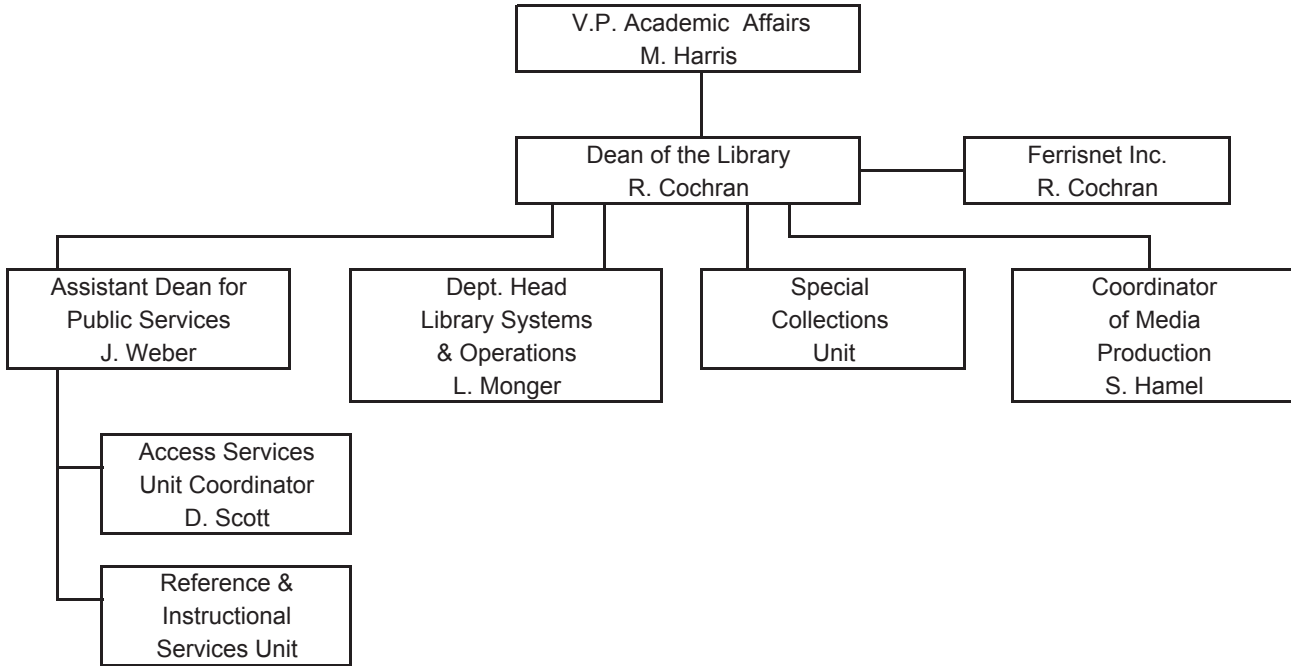 V.P. Academic Affairs
M. Harris
Dean of the Library
R. Cochran
Ferrisnet Inc.
R. Cochran
Assistant Dean for
Public Services
J. Weber
Dept. Head
Library Systems
& Operations
L. Monger
Special
Collections
Unit
Coordinator
of Media
Production
S. Hamel
Access Services
Unit Coordinator
D. Scott
Reference &
Instructional
Services Unit